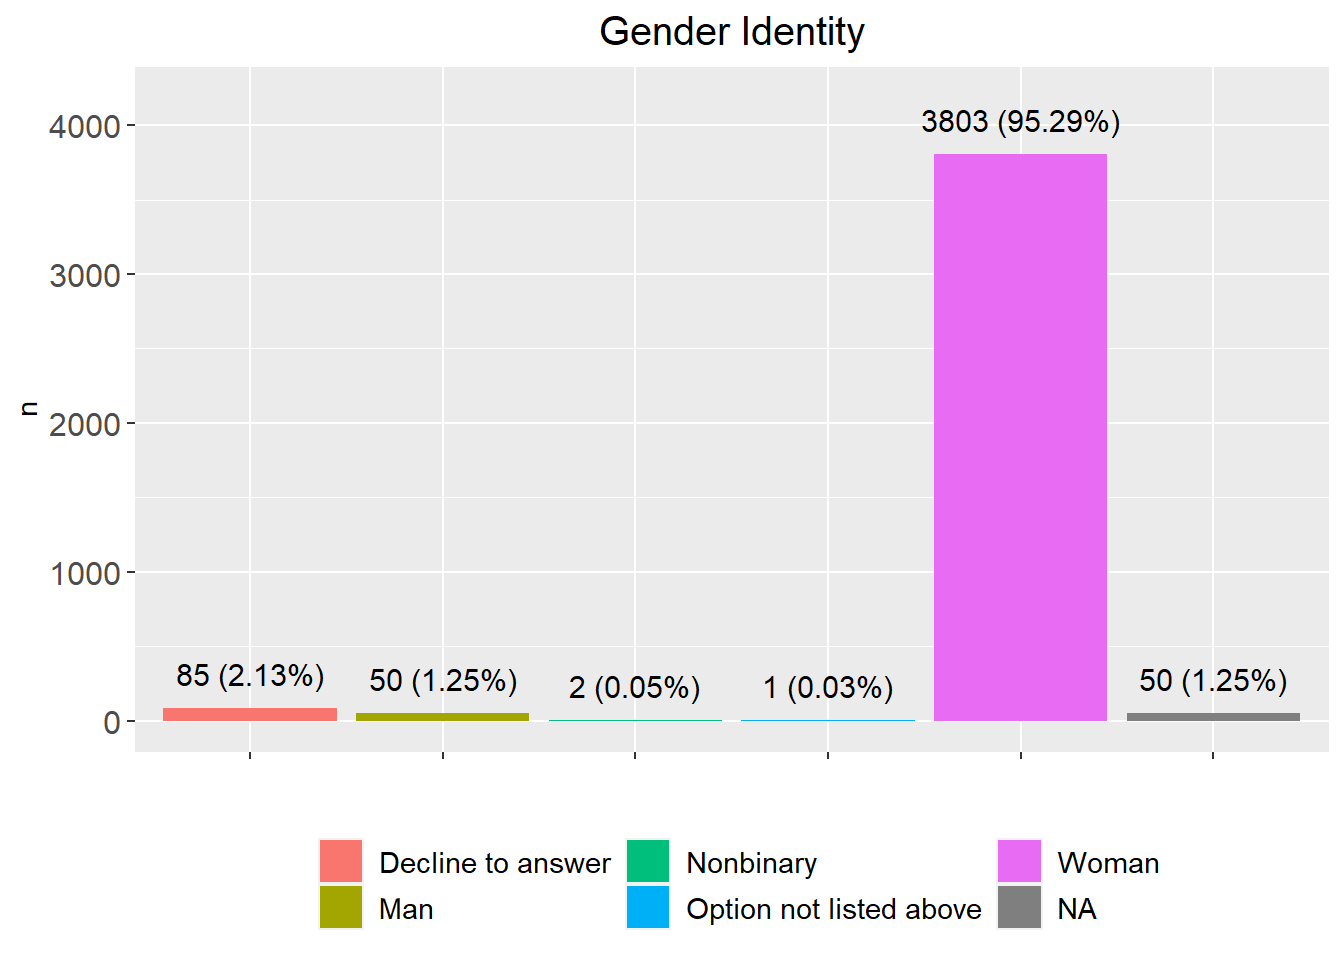 Gender Identity
4000
3000
2000
1000
0
n
3803 (95.29%)
85 (2.13%)
50 (1.25%)
2 (0.05%)
1 (0.03%)
50 (1.25%)
Decline to answer
Nonbinary
Woman
Man
Option not listed above
NA